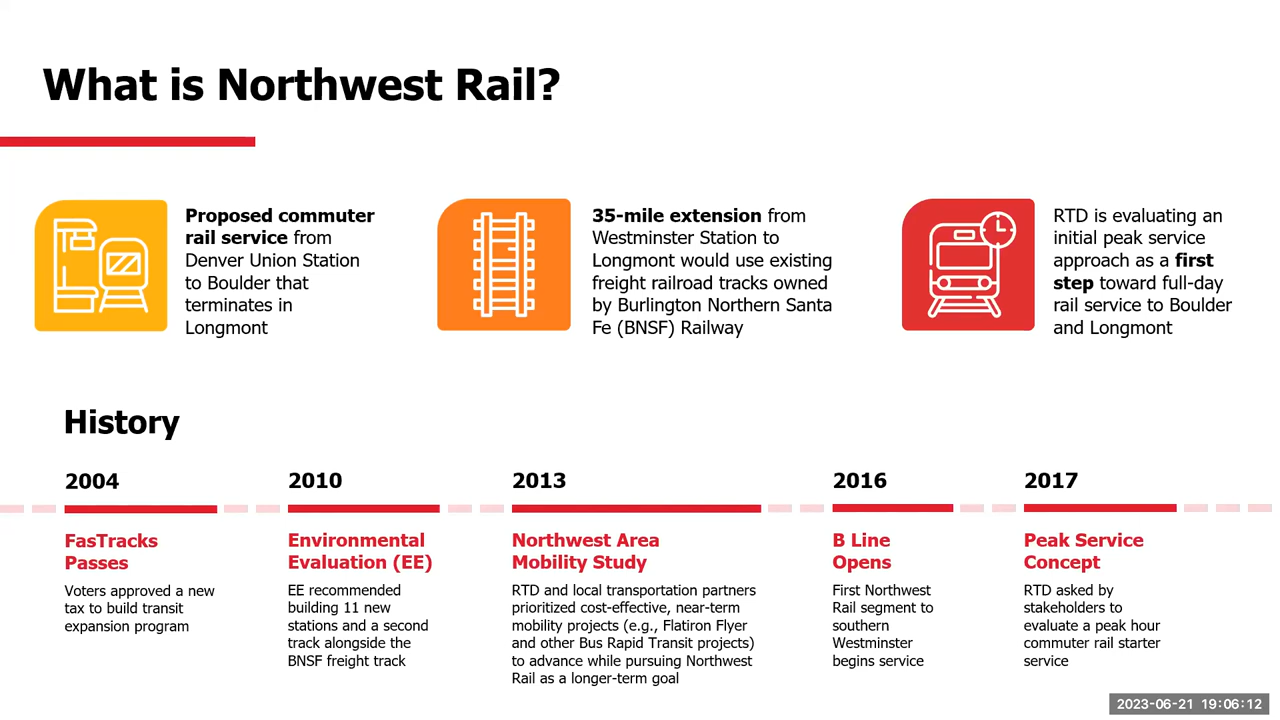 What is Northwest Rail?
Proposed commuter
rail service from
Denver Union Station
to Boulder that
terminates in
Longmont
35-mile extension from
Westminster Station to
Longmont would use existing
freight railroad tracks owned
by Burlington Northern Santa
Fe (BNSF) Railway
RTD is evaluating an
initial peak service
approach as a first
step toward full-day
rail service to Boulder
and Longmont
History
2004
FasTracks
Passes
Voters approved a new
tax to build transit
expansion program
2010
Environmental
Evaluation (EE)
EE recommended
building 11 new
stations and a second
track alongside the
BNSF freight track
2013
Northwest Area
Mobility Study
RTD and local transportation partners
prioritized cost-effective, near-term
mobility projects (e.g., Flatiron Flyer
and other Bus Rapid Transit projects)
to advance while pursuing Northwest
Rail as a longer-term goal
2016
B Line
Opens
First Northwest
Rail segment to
southern
Westminster
begins service
2017
Peak Service
Concept
RTD asked by
stakeholders to
evaluate a peak hour
commuter rail starter
service
2023-06-21 19:06:12